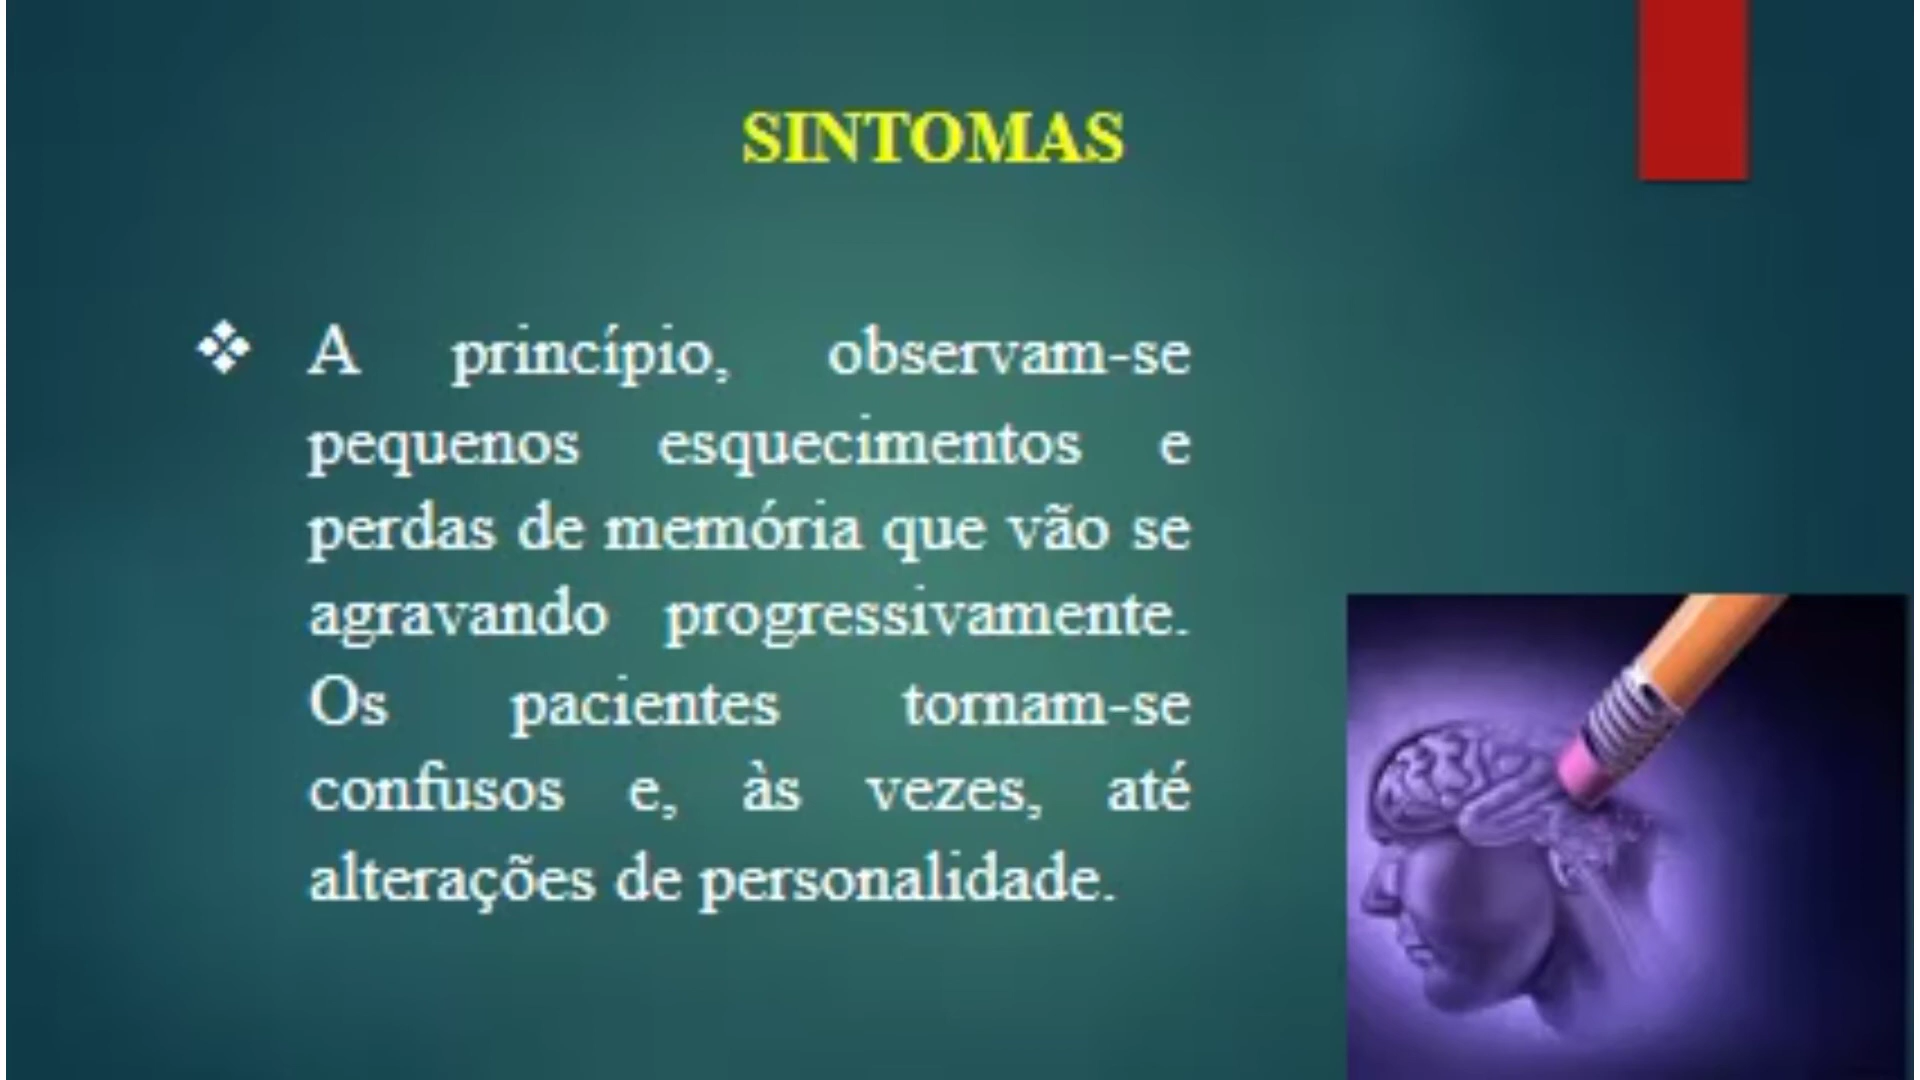 SINTOMAS
A princípio, observam-se
pequenos esquecimentos e
perdas de memória que vão se
agravando progressivamente.
Os pacientes tornam-se
confusos e, às vezes, até
alterações de personalidade.